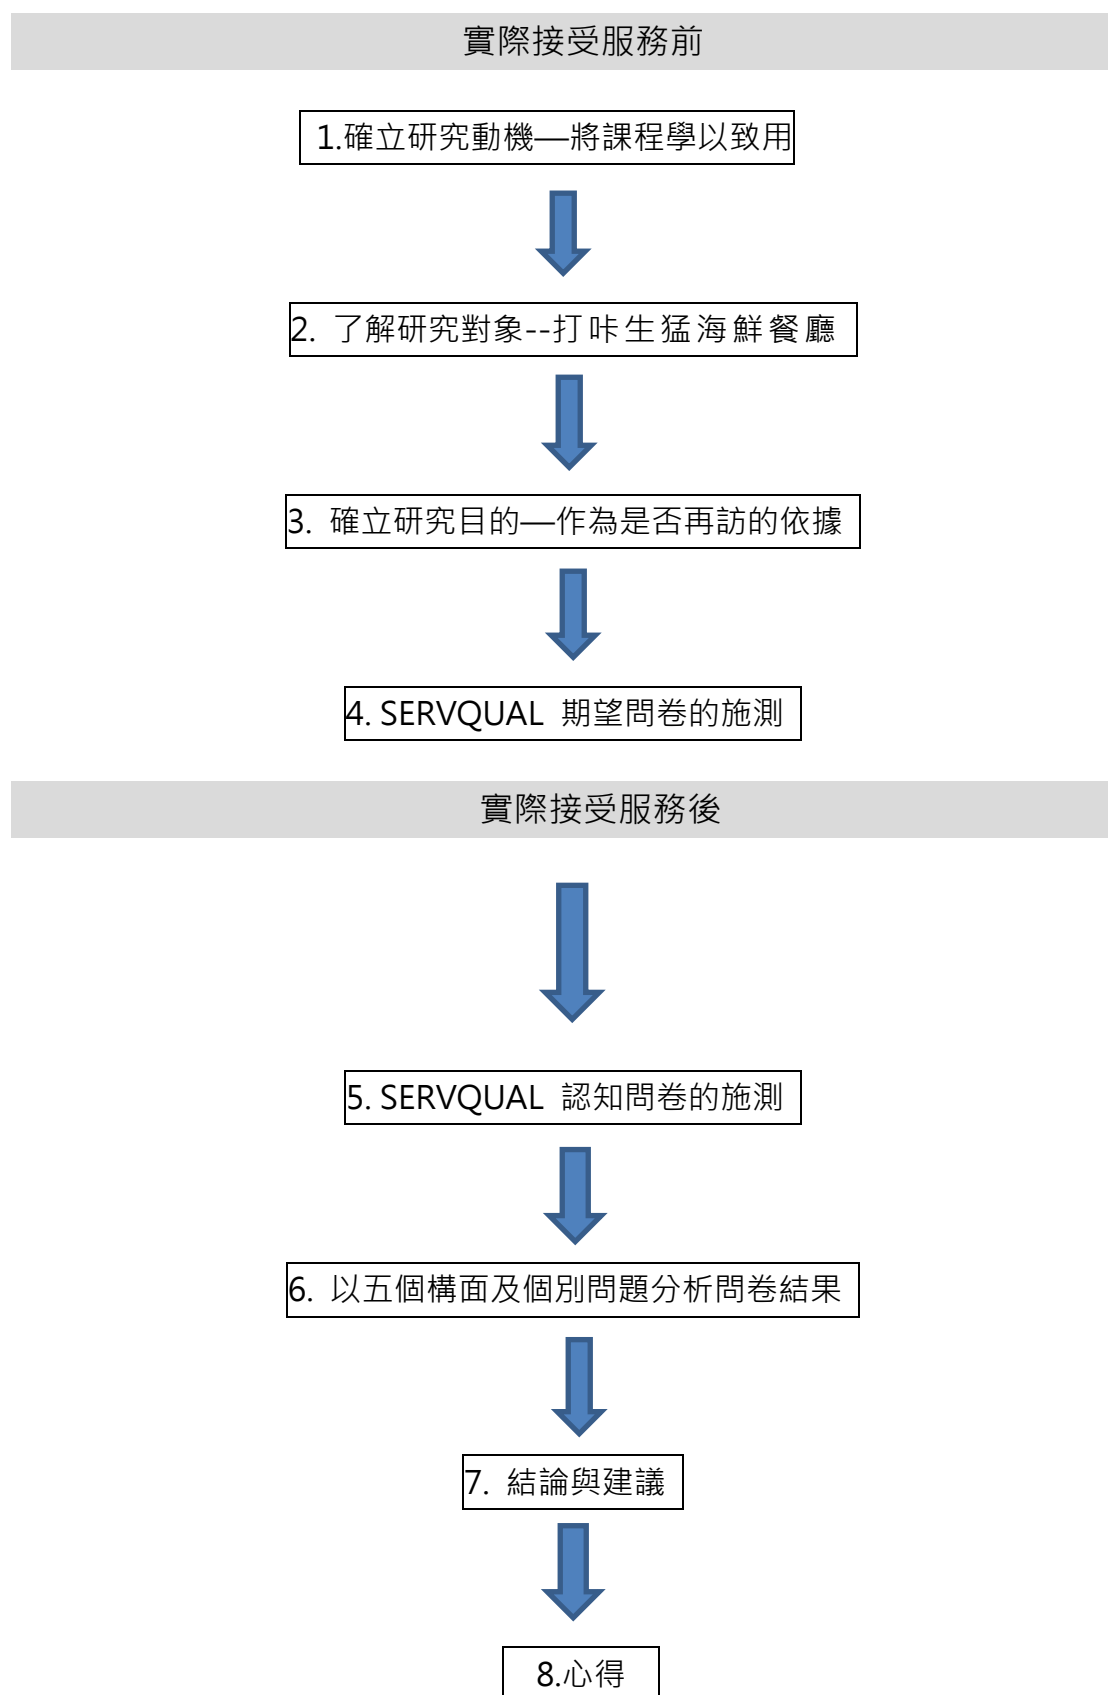 實際接受服務前
1.確立研究動機—將課程學以致用
2. 了解研究對象--打咔生猛海鮮餐廳
3. 確立研究目的—作為是否再訪的依據
4. SERVQUAL 期望問卷的施測
實際接受服務後
5. SERVQUAL 認知問卷的施測
6. 以五個構面及個別問題分析問卷結果
7. 結論與建議
8.心得